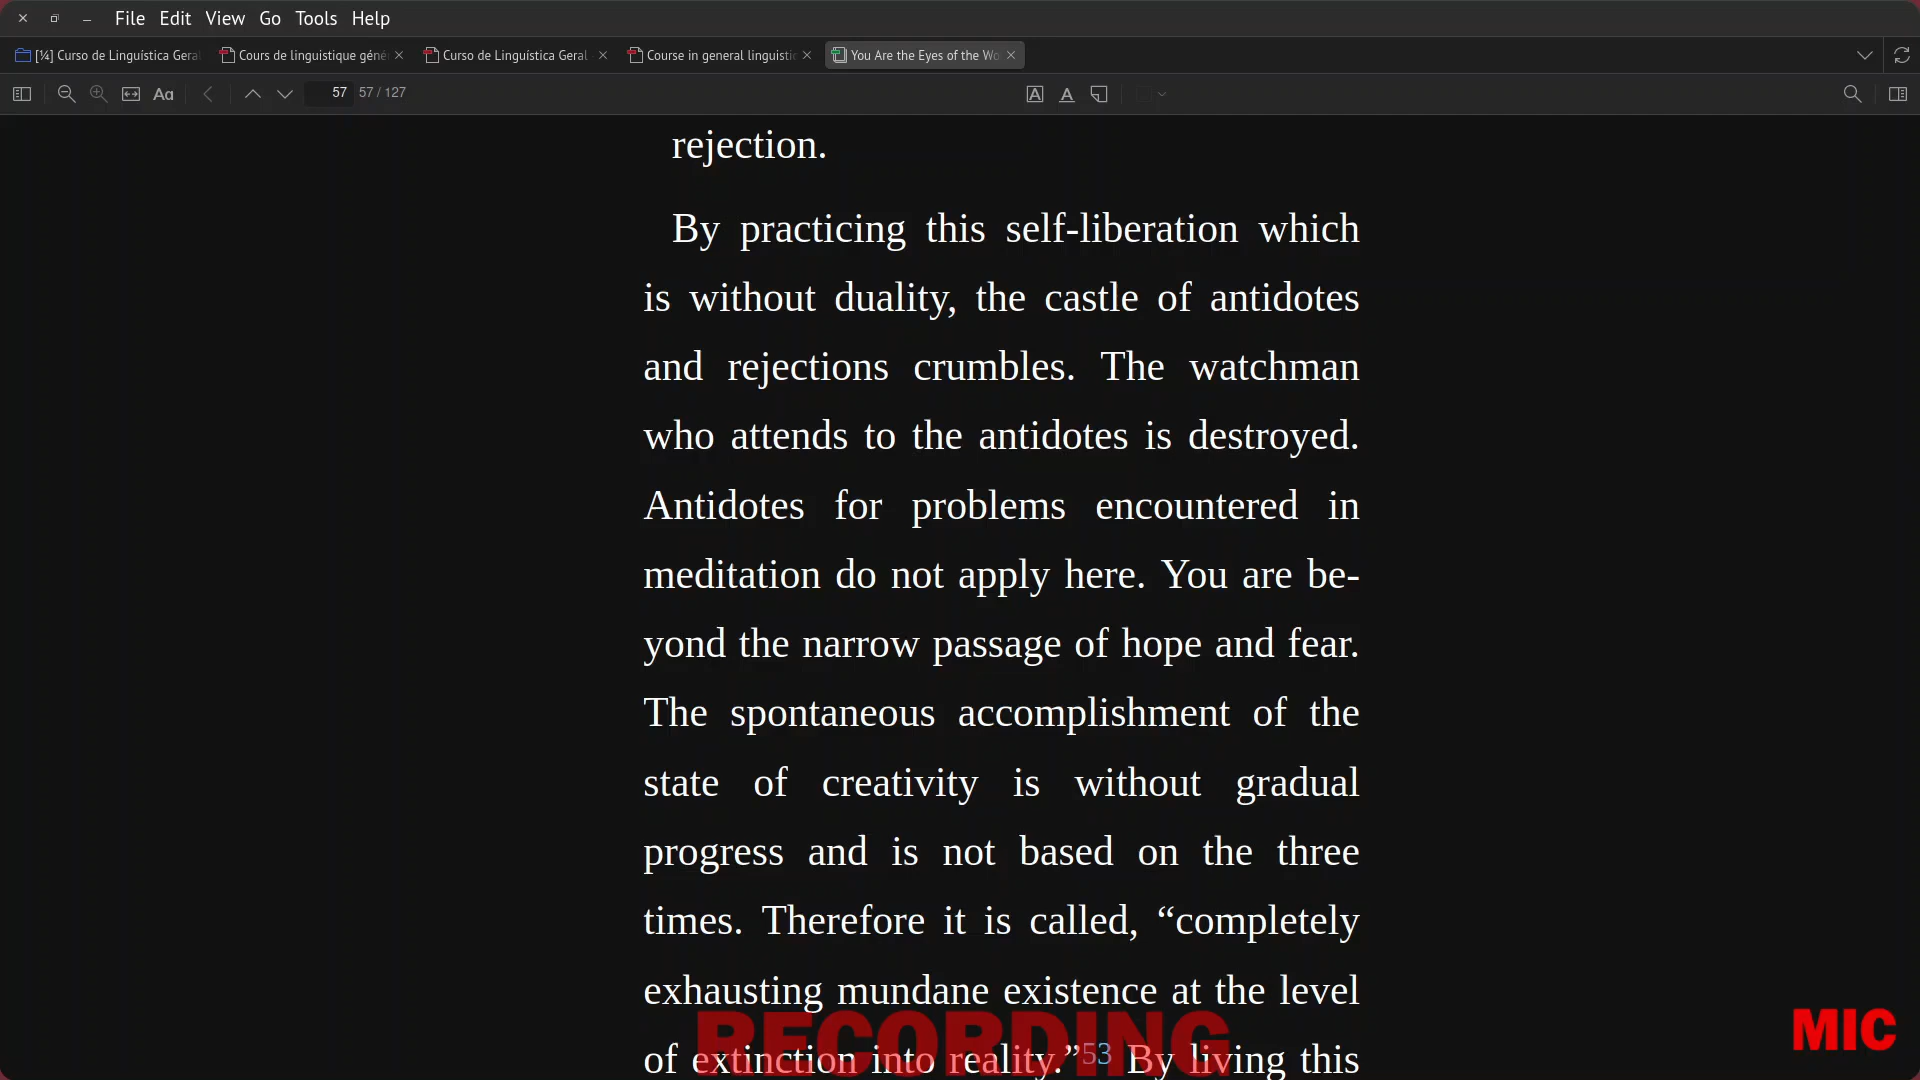 File Edit View Go Tools Help
[¼] Curso de Linguística Gera
Cours de linguistique géné
Curso de Linguística Geral
Course in general linguistic
You Are the Eyes of the Wo
Aa 57 57 / 127 A A
rejection.
By practicing this self-liberation which
is without duality, the castle of antidotes
and rejections crumbles. The watchman
who attends to the antidotes is destroyed.
Antidotes for problems encountered in
meditation do not apply here. You are be-
yond the narrow passage of hope and fear.
The spontaneous accomplishment of the
state of creativity is without gradual
progress and is not based on the three
times. Therefore it is called, “completely
exhausting mundane existence at the level
of extinction into reality.”53 By living this
RECORDING
MIC